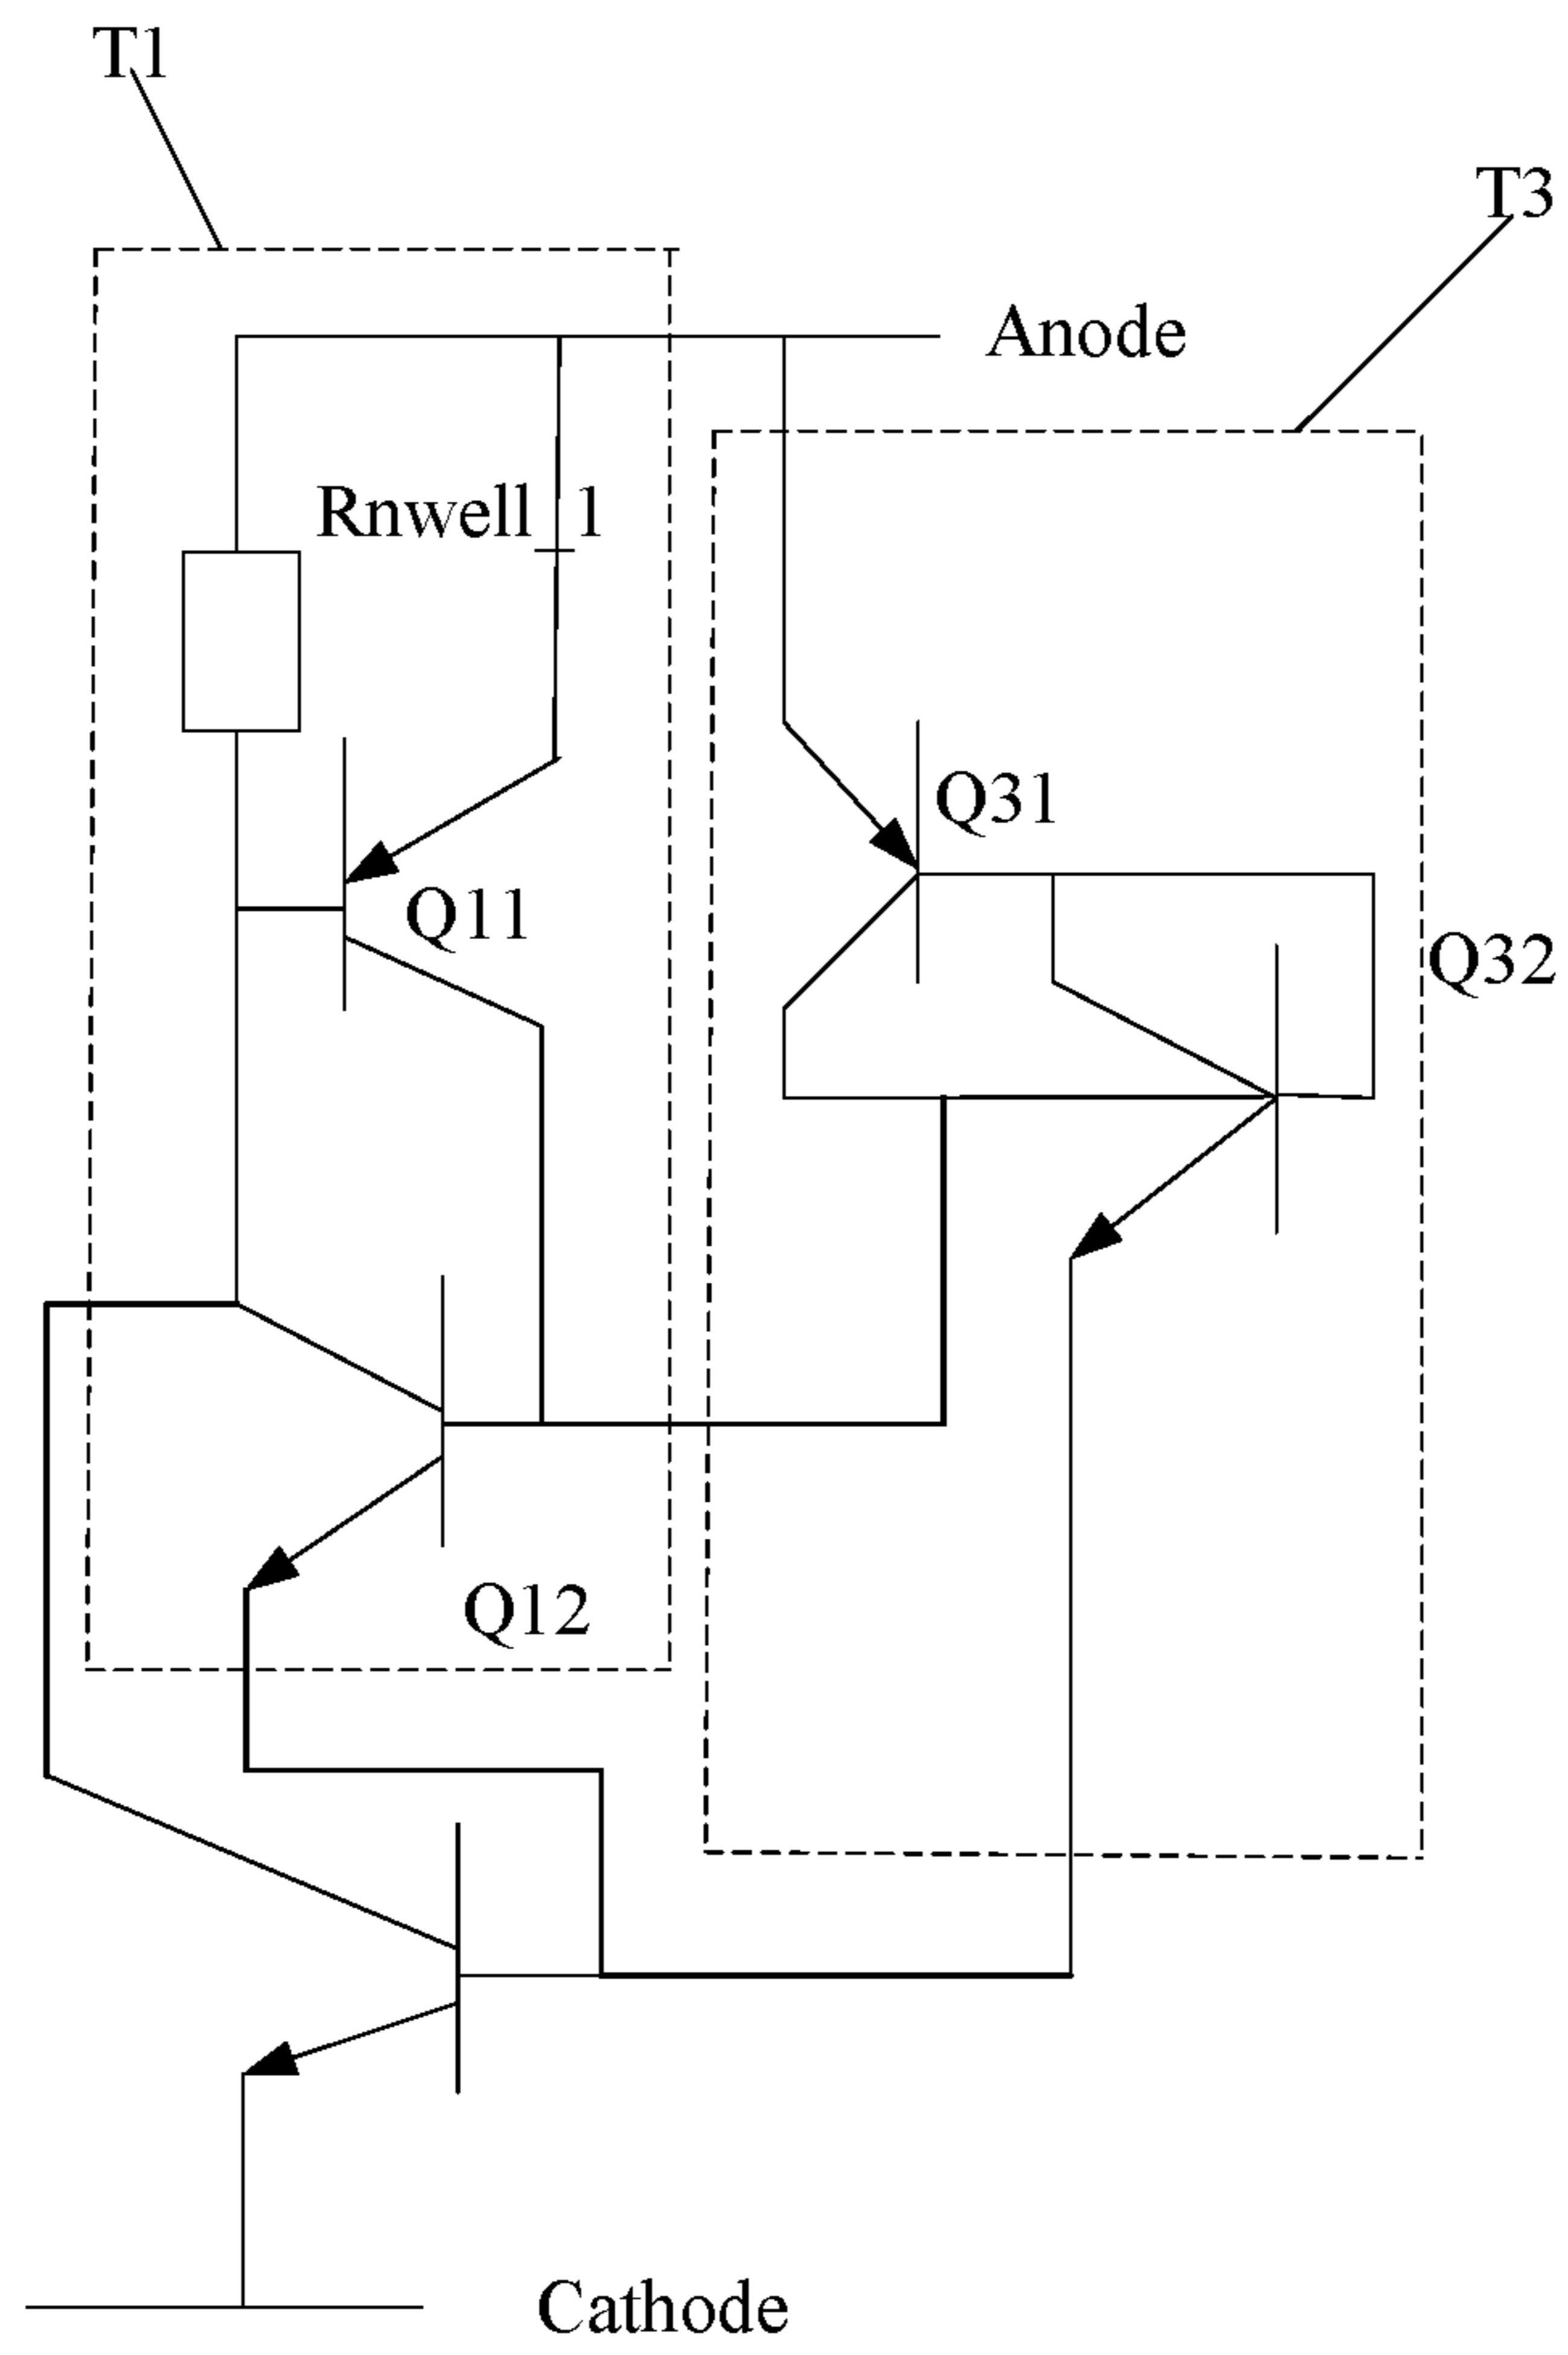 T1
T3
Anode
Rnwell_1
Q31
Q11
Q32
Q12
Cathode